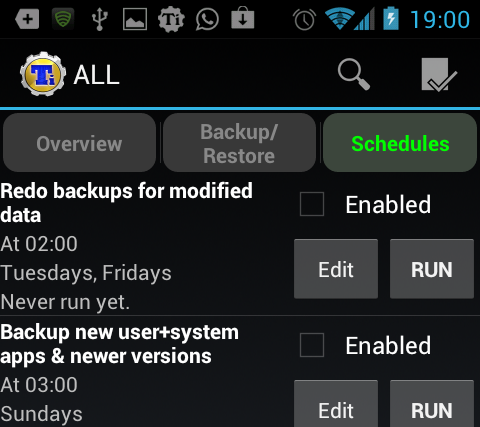 19:00
Ti
ALL
Overview
Backup/
Restore
Schedules
Redo backups for modified
data
Enabled
At 02:00
Tuesdays, Fridays
Never run yet.
Edit
RUN
Backup new user+system
apps & newer versions
Enabled
At 03:00
Sundays
Edit
RUN